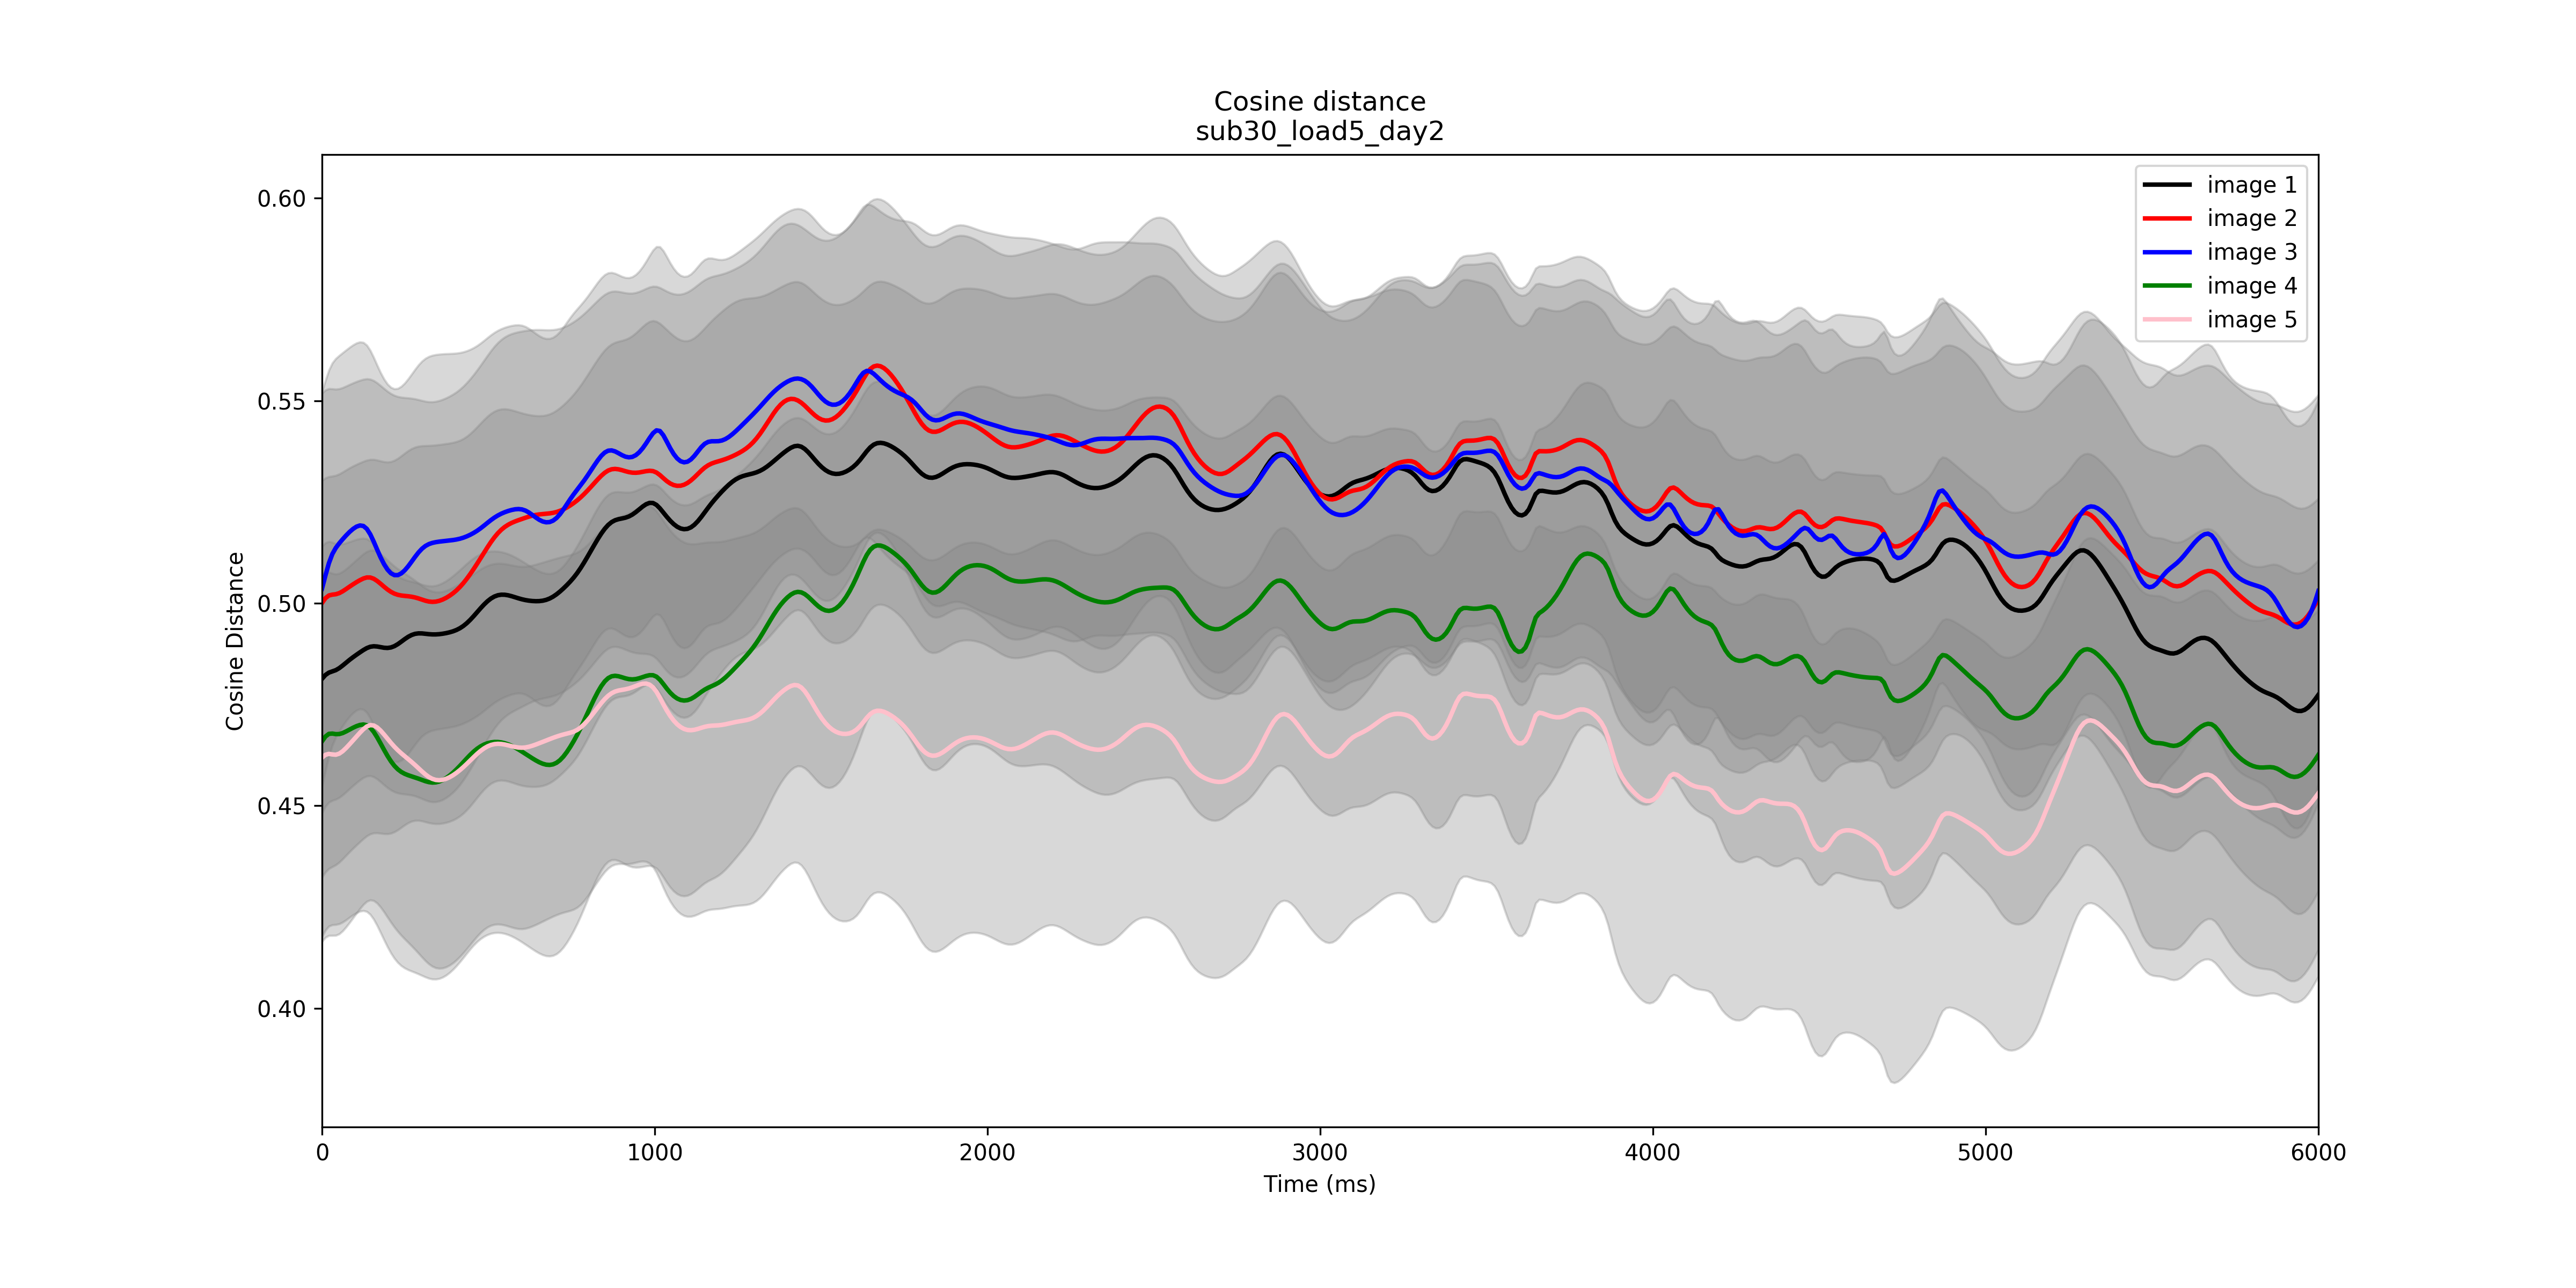 Cosine distance
sub30_load5_day2
image 1
image 2
image 3
image 4
image 5
Cosine Distance
0.60
0.55
0.50
0.45
0.40
0
1000
2000
3000
4000
5000
6000
Time (ms)